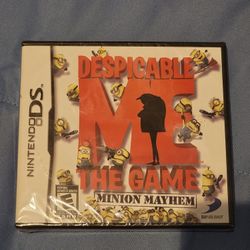 NINTENDO DS
DESPICABLE
ME
THE GAME
MINION MAYHEM